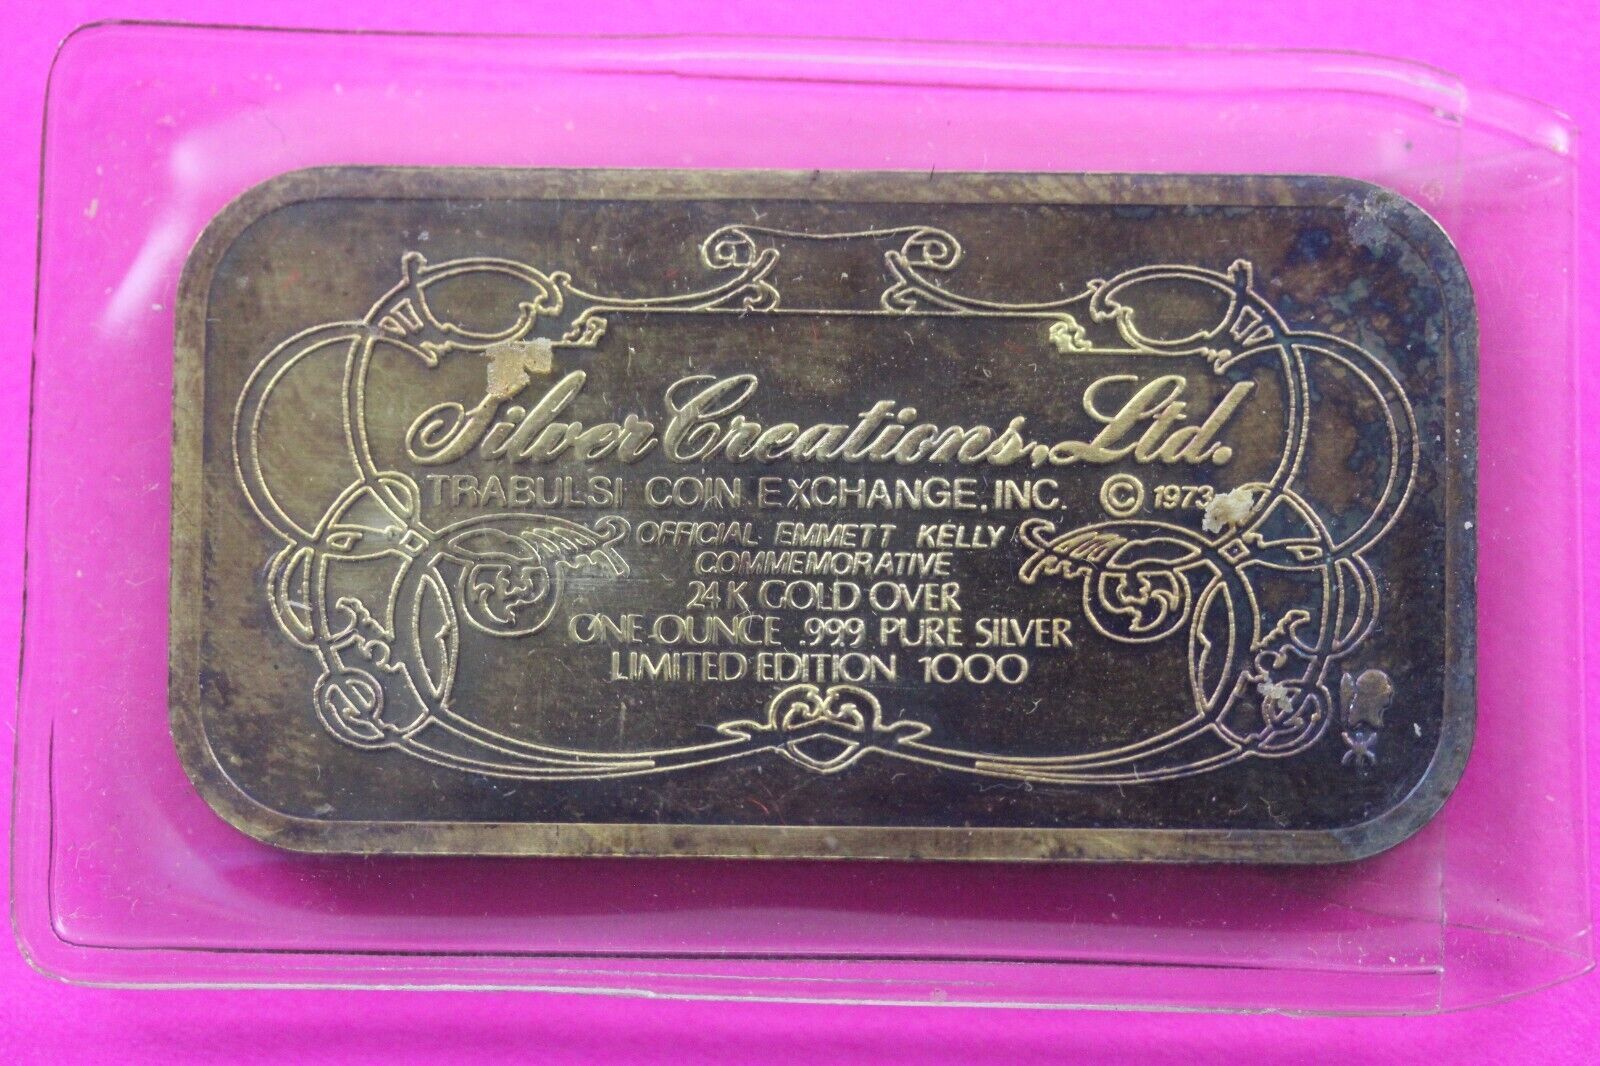 Silver Creations, Ltd.
TRABULSI COIN EXCHANGE, INC. © 1973
OFFICIAL EMMETT KELLY
COMMEMORATIVE
24 K GOLD OVER
ONE OUNCE .999 PURE SILVER
LIMITED EDITION 1000